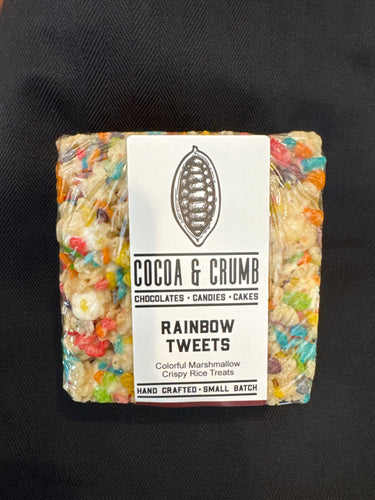 COCOA & CRUMB
CHOCOLATES • CANDIES • CAKES
RAINBOW
TWEETS
Colorful Marshmallow
Crispy Rice Treats
HAND CRAFTED • SMALL BATCH